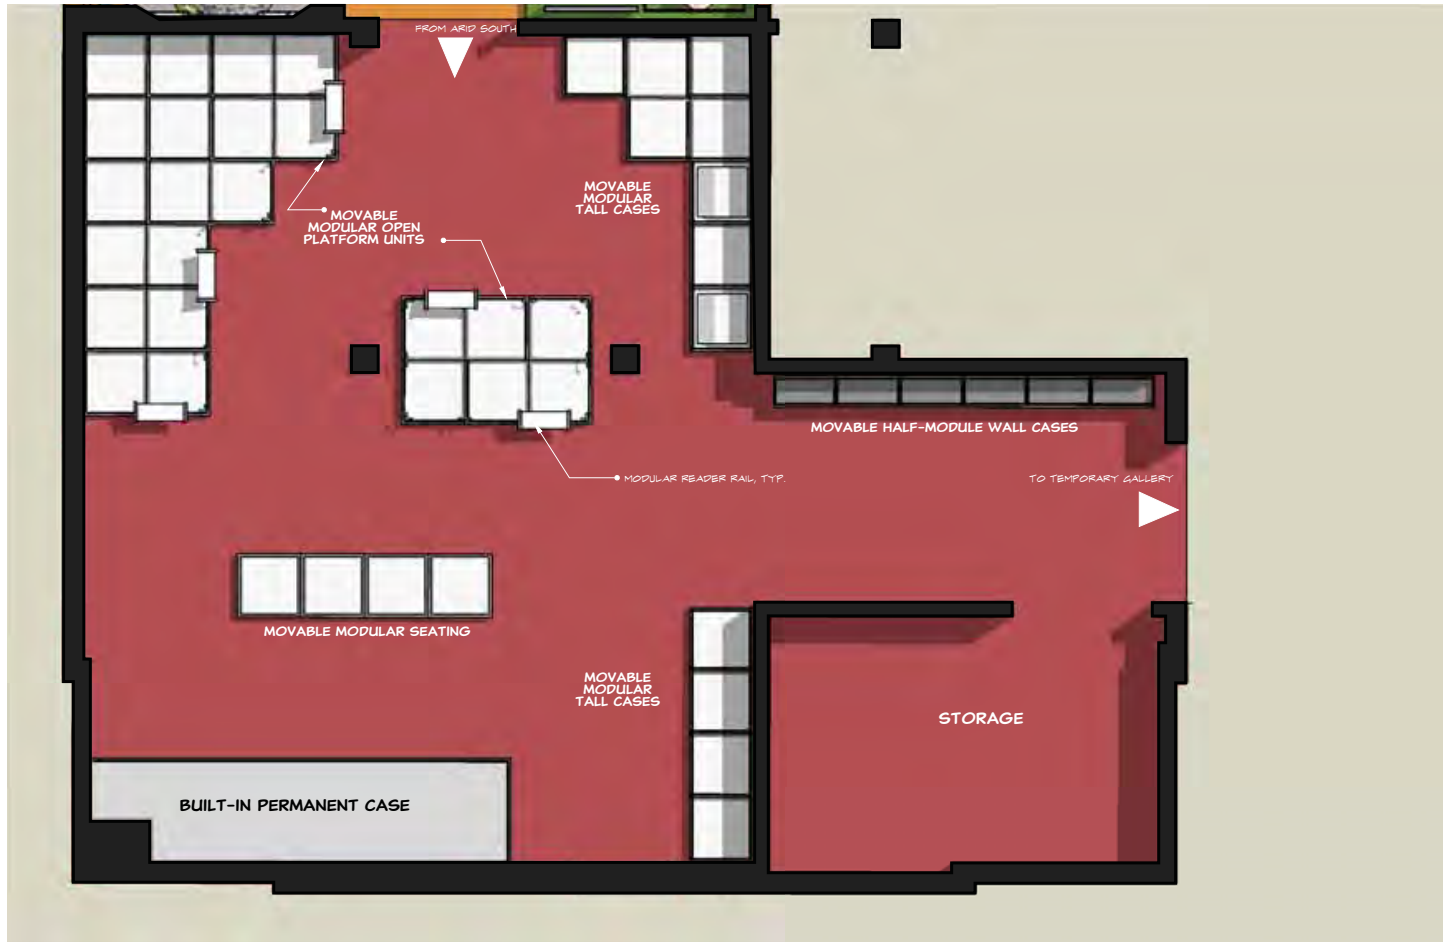 FROM ARID SOUTH
MOVABLE
MODULAR
TALL CASES
MOVABLE
MODULAR OPEN
PLATFORM UNITS
MOVABLE HALF-MODULE WALL CASES
MODULAR READER RAIL, TYP.
TO TEMPORARY GALLERY
MOVABLE MODULAR SEATING
MOVABLE
MODULAR
TALL CASES
STORAGE
BUILT-IN PERMANENT CASE